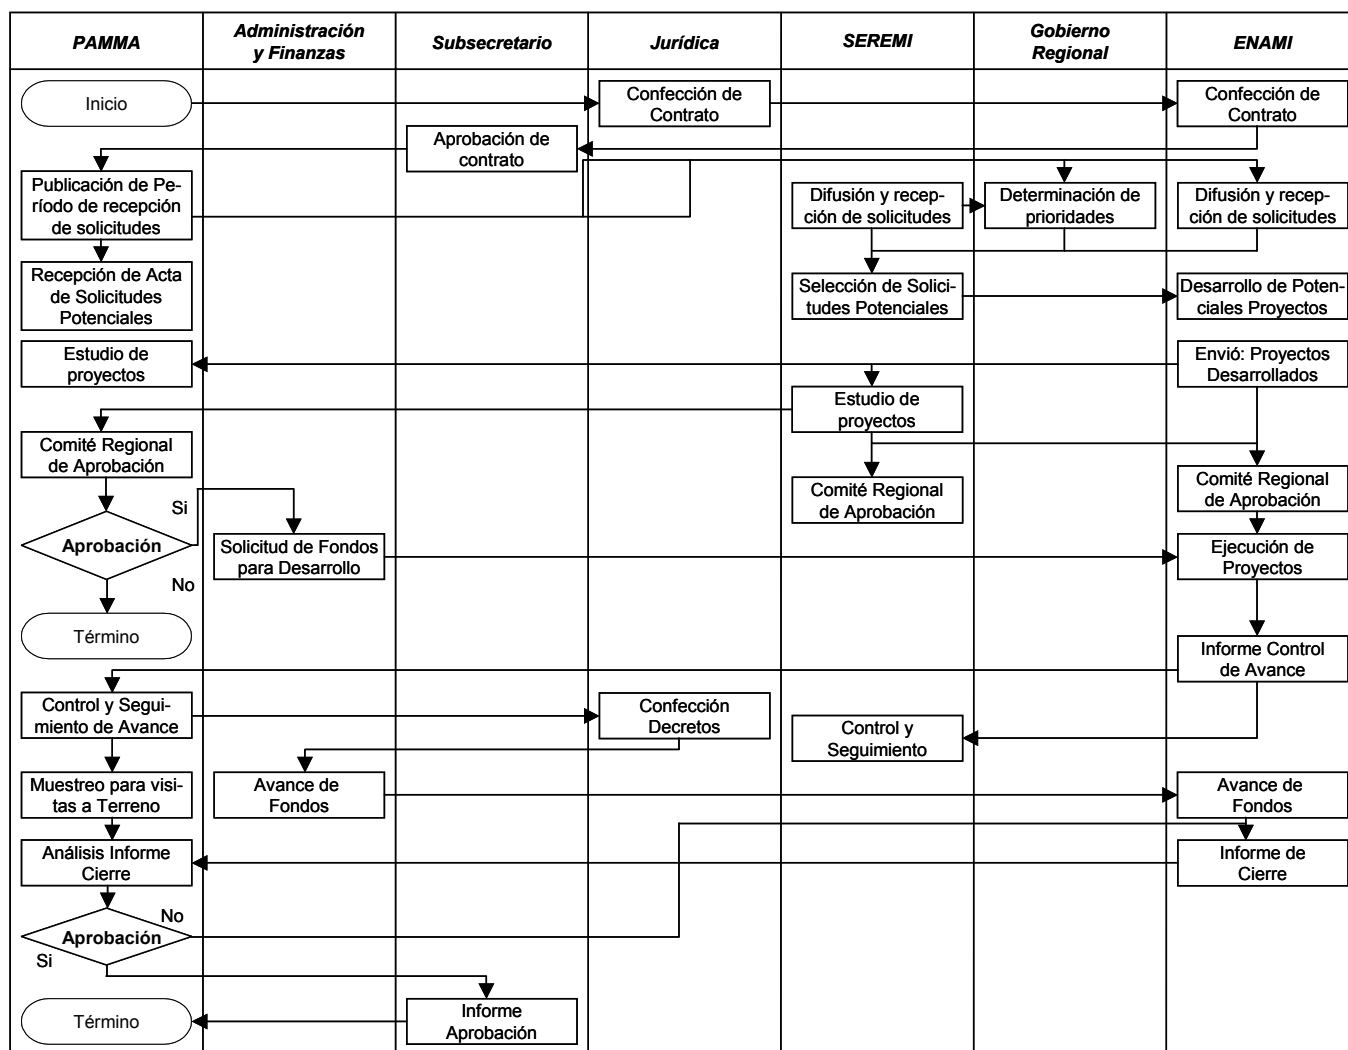 PAMMA
Administración
y Finanzas
Subsecretario
Jurídica
SEREMI
Gobierno
Regional
ENAMI
Inicio
Confección de
Contrato
Confección de
Contrato
Aprobación de
contrato
Publicación de Pe-
ríodo de recepción
de solicitudes
Difusión y recep-
ción de solicitudes
Determinación de
prioridades
Difusión y recep-
ción de solicitudes
Recepción de Acta
de Solicitudes
Potenciales
Selección de Solici-
tudes Potenciales
Desarrollo de Poten-
ciales Proyectos
Estudio de
proyectos
Envió: Proyectos
Desarrollados
Estudio de
proyectos
Comité Regional
de Aprobación
Comité Regional
de Aprobación
Comité Regional
de Aprobación
Si
Aprobación
No
Solicitud de Fondos
para Desarrollo
Ejecución de
Proyectos
Término
Informe Control
de Avance
Control y Segui-
miento de Avance
Confección
Decretos
Control y
Seguimiento
Muestreo para visi-
tas a Terreno
Avance de
Fondos
Avance de
Fondos
Análisis Informe
Cierre
Informe de
Cierre
No
Aprobación
Si
Término
Informe
Aprobación